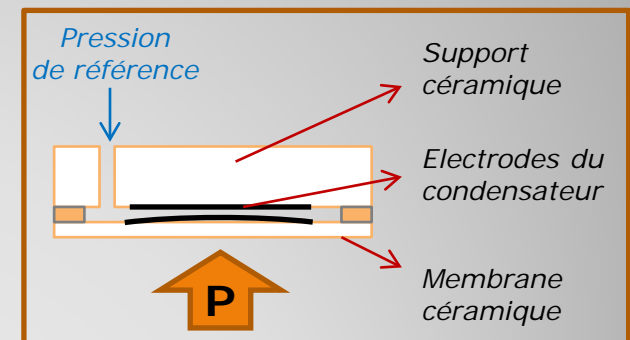 Pression
de référence
Support
céramique
Electrodes du
condensateur
Membrane
céramique
P